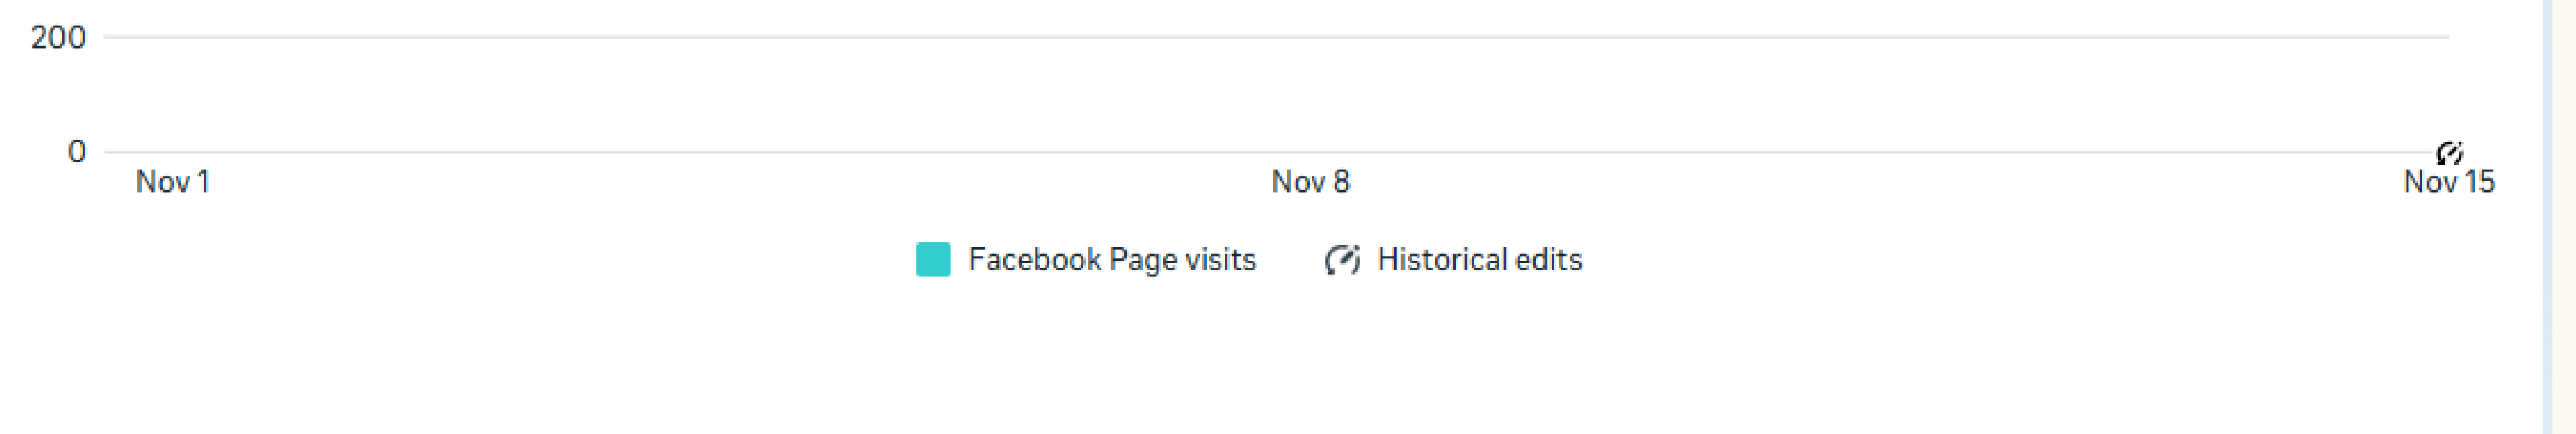 200
0
Nov 1 Nov 8 Nov 15
Facebook Page visits Historical edits